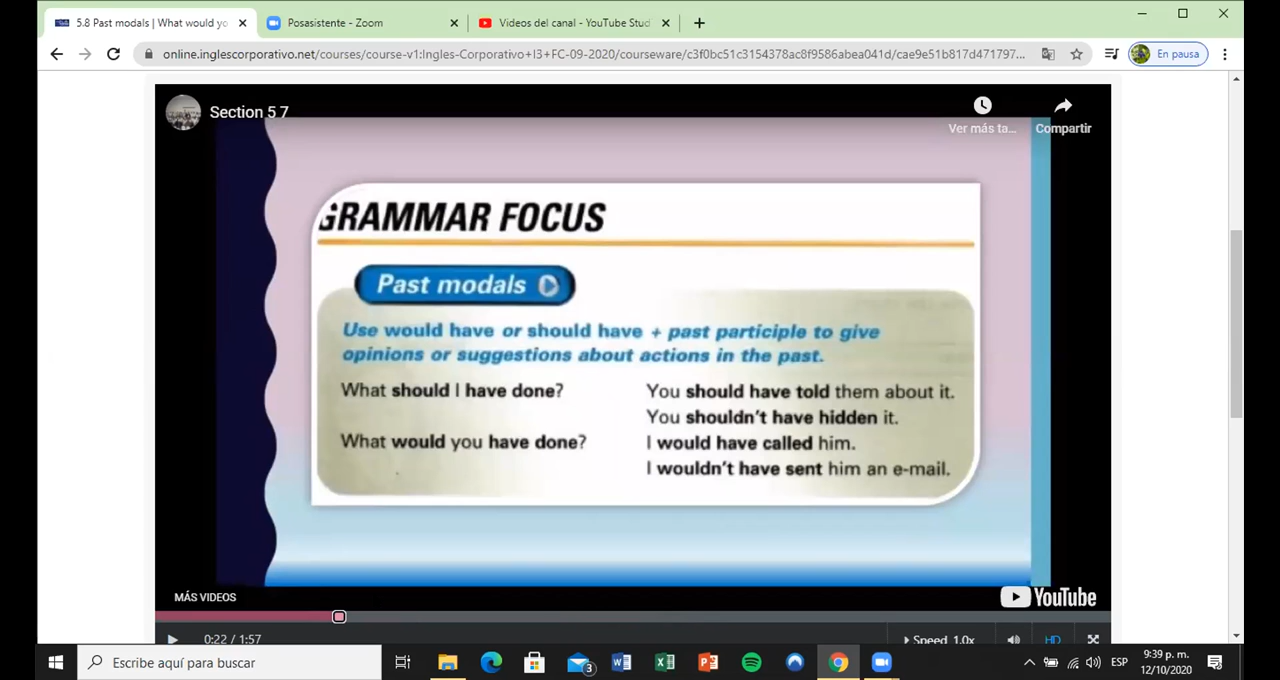 5.8 Past modals | What would yo
Posasistente - Zoom
Videos del canal - YouTube Stud
online.inglescorporativo.net/courses/course-v1:Ingles-Corporativo+I3+FC-09-2020/courseware/c3f0bc51c3154378ac8f9586abea041d/cae9e51b817d471797...
En pausa
Section 5 7
Ver más ta...
Compartir
GRAMMAR FOCUS
Past modals
Use would have or should have + past participle to give
opinions or suggestions about actions in the past.
What should I have done?
You should have told them about it.
You shouldn't have hidden it.
What would you have done?
I would have called him.
I wouldn't have sent him an e-mail.
MÁS VIDEOS
YouTube
0:22 / 1:57
Speed 1.0x
HD
Escribe aquí para buscar
3
ESP
9:39 p. m.
12/10/2020